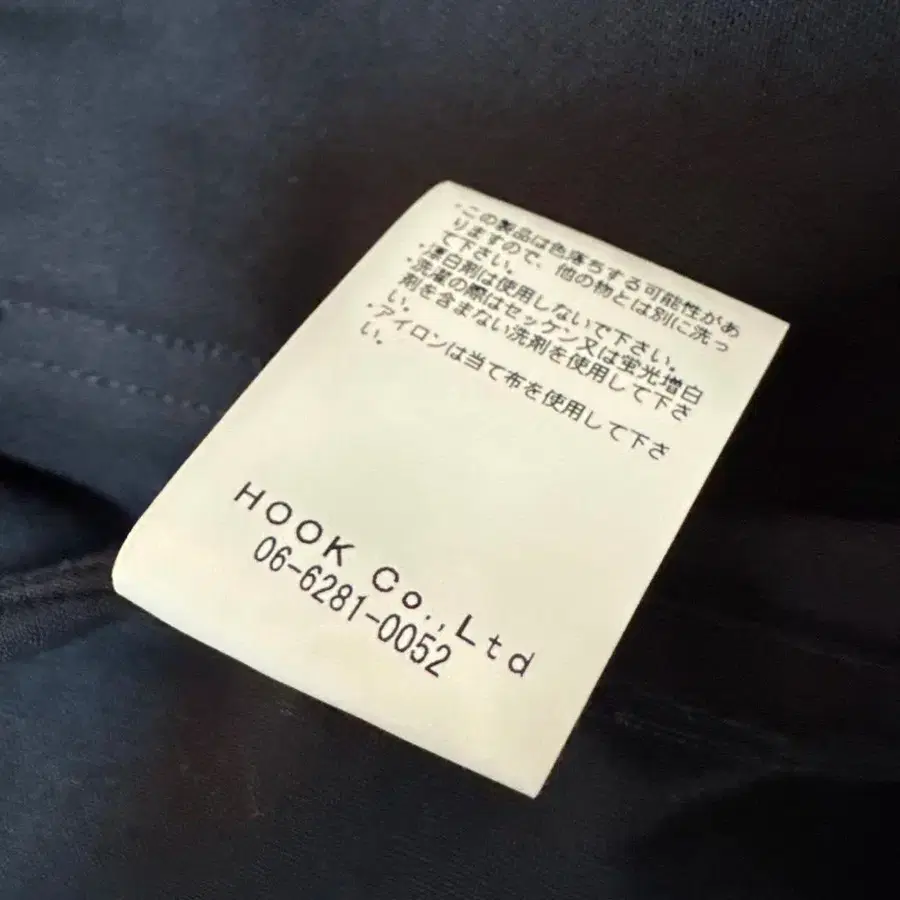 ・この製品は色落ちする可能性があ
りますので、他の物とは別に洗っ
て下さい。
・漂白剤は使用しないで下さい。
・洗濯の際はセッケン又は蛍光増白
剤を含まない洗剤を使用して下さ
い。
・アイロンは当て布を使用して下さ
い。
HOOK Co.,Ltd
06-6281-0052